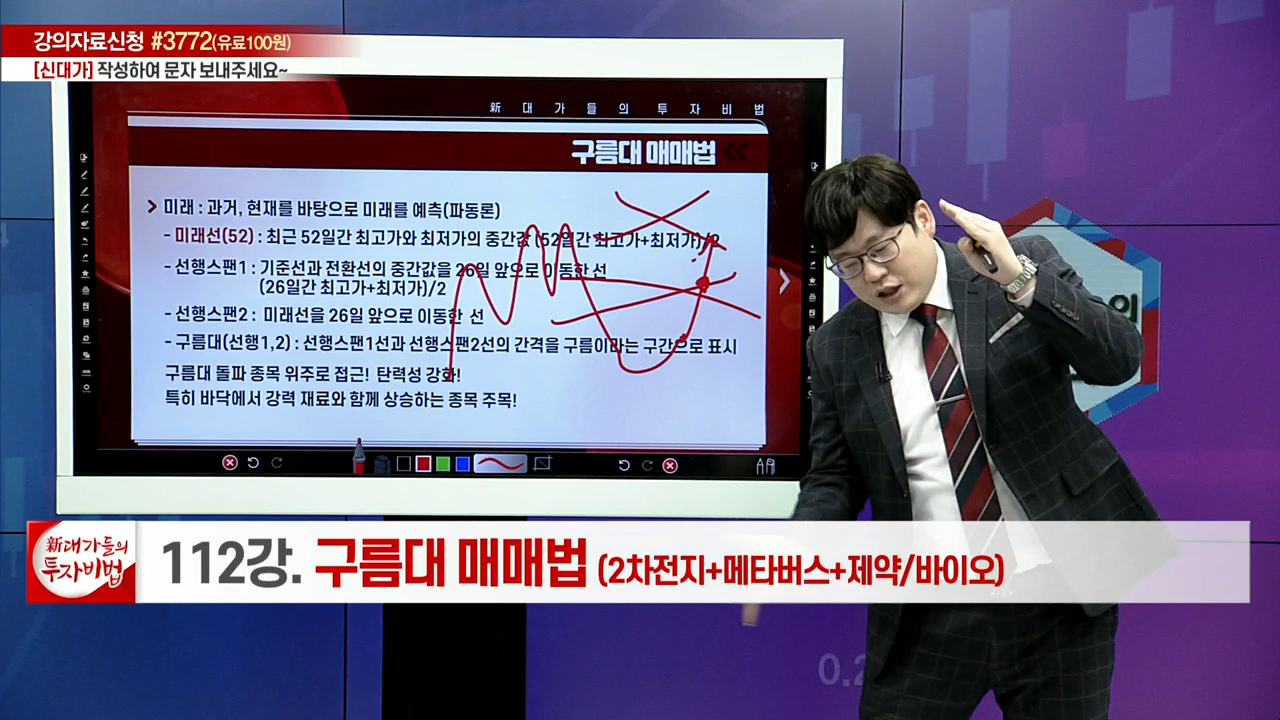 강의자료신청 #3772(유료100원)
[신대가] 작성하여 문자 보내주세요~
新 대 가 들 의 투 자 비 법
구름대 매매법
미래 : 과거, 현재를 바탕으로 미래를 예측(파동론)
- 미래선(52) : 최근 52일간 최고가와 최저가의 중간값 (52일간 최고가+최저가)/2
- 선행스팬1 : 기준선과 전환선의 중간값을 26일 앞으로 이동한 선
(26일간 최고가+최저가)/2
- 선행스팬2 : 미래선을 26일 앞으로 이동한 선
- 구름대(선행1,2) : 선행스팬1선과 선행스팬2선의 간격을 구름이라는 구간으로 표시
구름대 돌파 종목 위주로 접근! 탄력성 강화!
특히 바닥에서 강력 재료와 함께 상승하는 종목 주목!
의
新대가들의
투자비법
112강. 구름대 매매법 (2차전지+메타버스+제약/바이오)
0.2